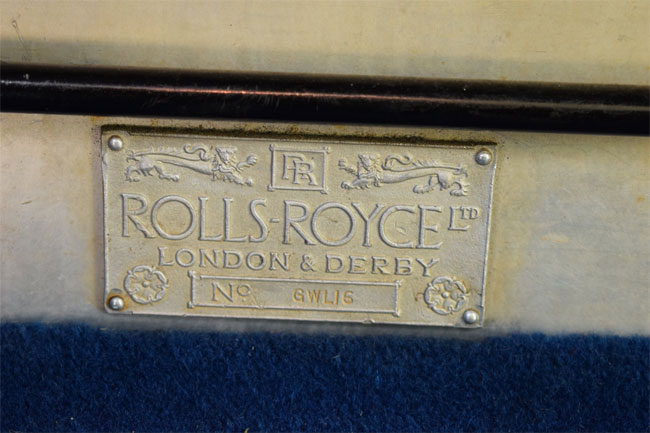 RR
ROLLS-ROYCE LTD
LONDON & DERBY
No GWL16